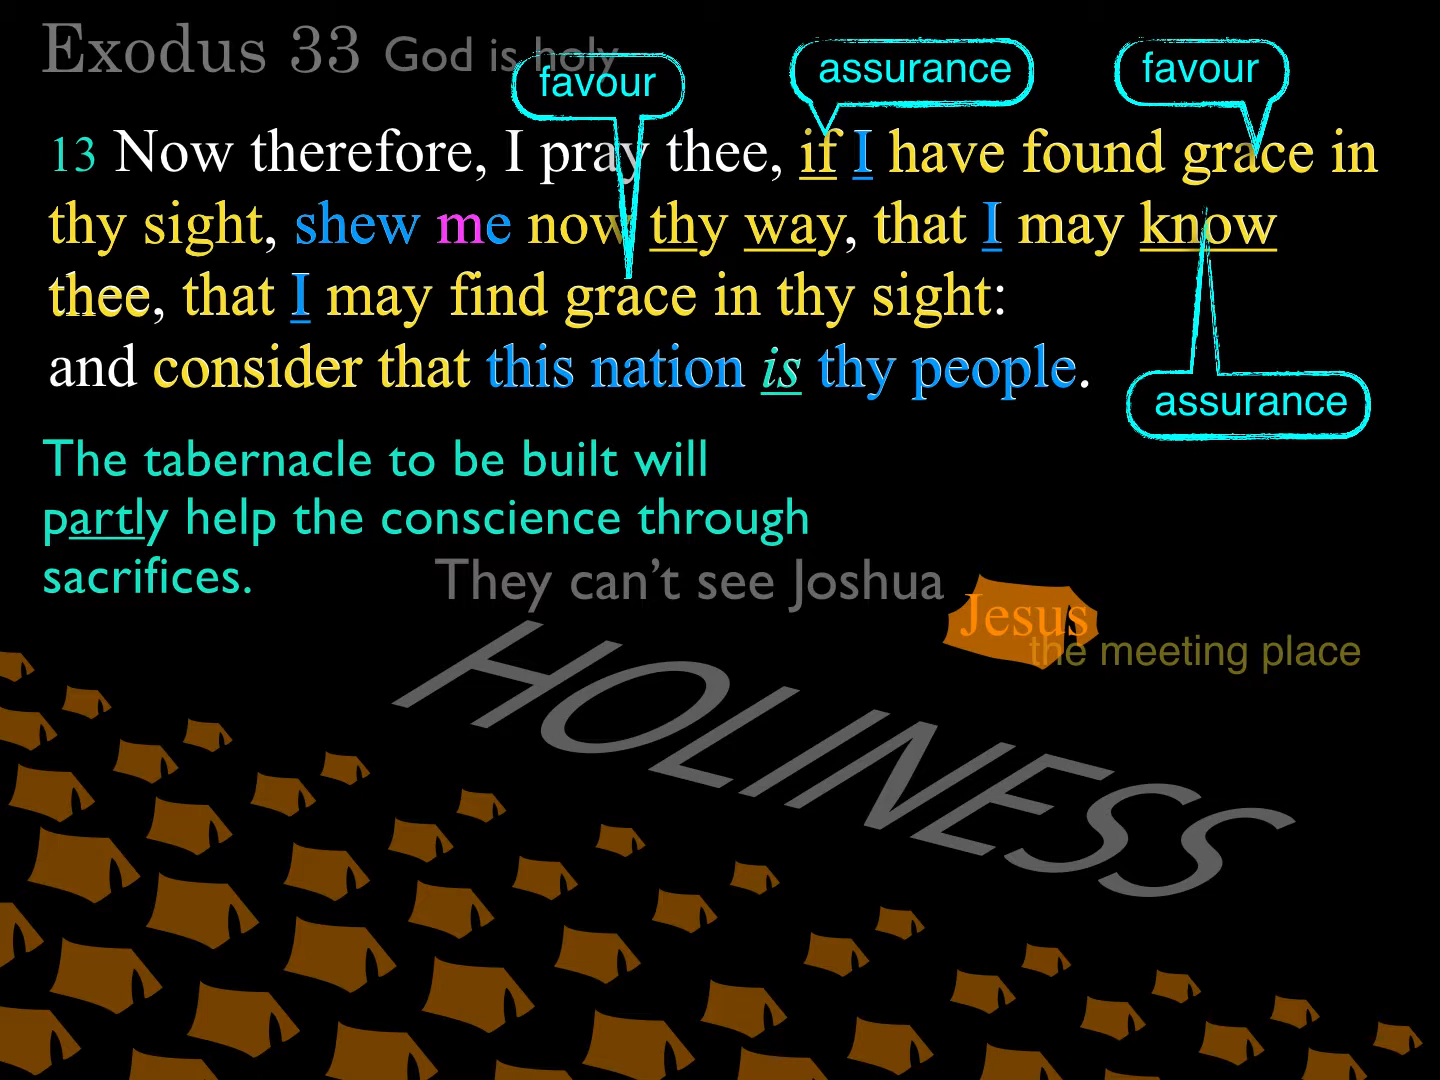 Exodus 33 God is holy
favour
assurance
favour
13 Now therefore, I pray thee, if I have found grace in
thy sight, shew me now thy way, that I may know
thee, that I may find grace in thy sight:
and consider that this nation is thy people.
assurance
The tabernacle to be built will
partly help the conscience through
sacrifices.
They can’t see Joshua
Jesus
the meeting place
HOLINESS